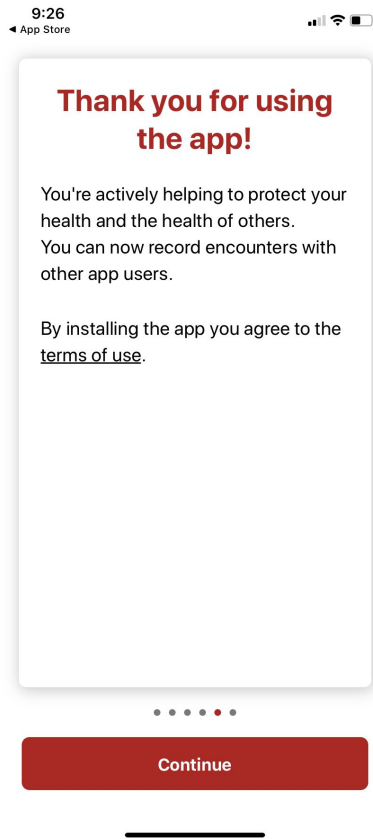 9:26
◀ App Store
Thank you for using
the app!
You're actively helping to protect your
health and the health of others.
You can now record encounters with
other app users.
By installing the app you agree to the
terms of use.
Continue